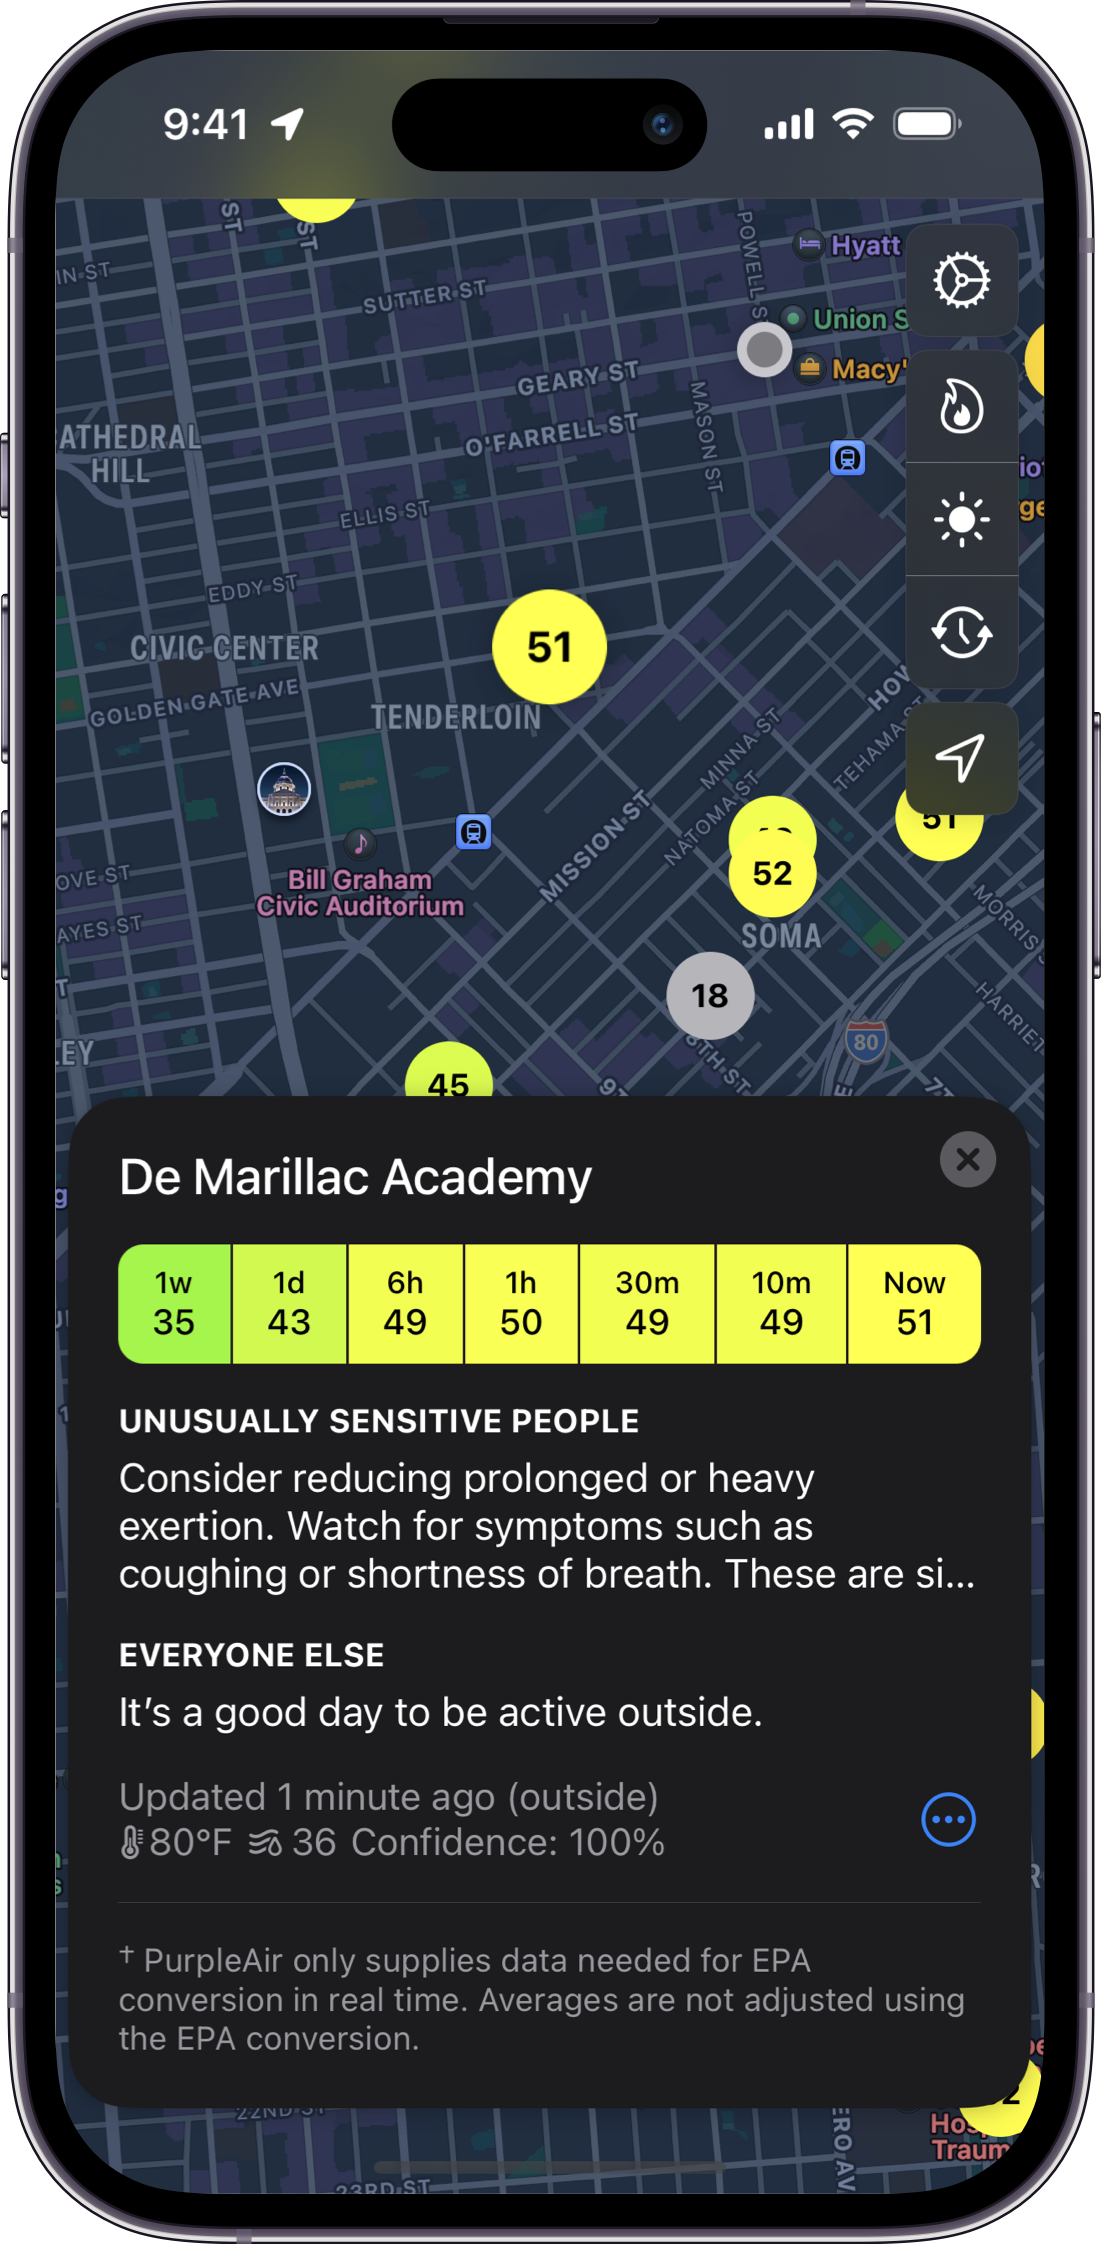 9:41
ST
ST
IN ST
SUTTER ST
POWELL S
Hyatt
Union S
Macy'
GEARY ST
O'FARRELL ST
MASON ST
ATHEDRAL
HILL
ELLIS ST
EDDY ST
CIVIC CENTER
51
GOLDEN GATE AVE
TENDERLOIN
HOW
MINNA ST
TEHAMA ST
NATOMA ST
MISSION ST
51
52
Bill Graham
Civic Auditorium
OVE ST
AYES ST
SOMA
MORRIS S
18
HARRIET
80
LEY
8TH ST
45
De Marillac Academy
1w 1d 6h 1h 30m 10m Now
35 43 49 50 49 49 51
UNUSUALLY SENSITIVE PEOPLE
Consider reducing prolonged or heavy
exertion. Watch for symptoms such as
coughing or shortness of breath. These are si...
EVERYONE ELSE
It's a good day to be active outside.
Updated 1 minute ago (outside)
80°F 36 Confidence: 100%
† PurpleAir only supplies data needed for EPA
conversion in real time. Averages are not adjusted using
the EPA conversion.
22ND ST
ERO AV
Hosp
Traum
23RD ST